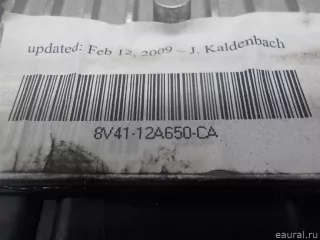 updated: Feb 12, 2009 – J. Kaldenbach
8V41-12A650-CA
© eaural.ru